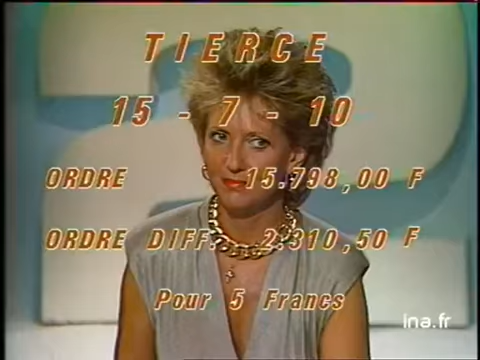 TIERCE
15 - 7 - 10
ORDRE 15.798,00 F
ORDRE DIFF. 2.310,50 F
Pour 5 Francs
ina.fr